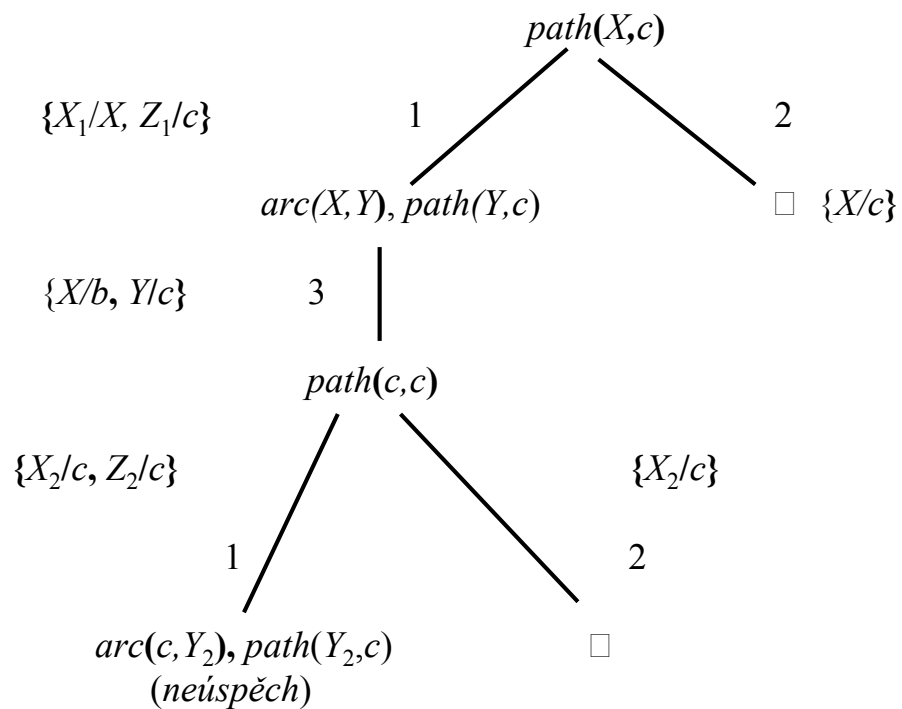 path(X,c)
{X₁/X, Z₁/c} 1 2
arc(X,Y), path(Y,c) □ {X/c}
{X/b, Y/c} 3
path(c,c)
{X₂/c, Z₂/c} {X₂/c}
1 2
arc(c,Y₂), path(Y₂,c) □
(neúspěch)